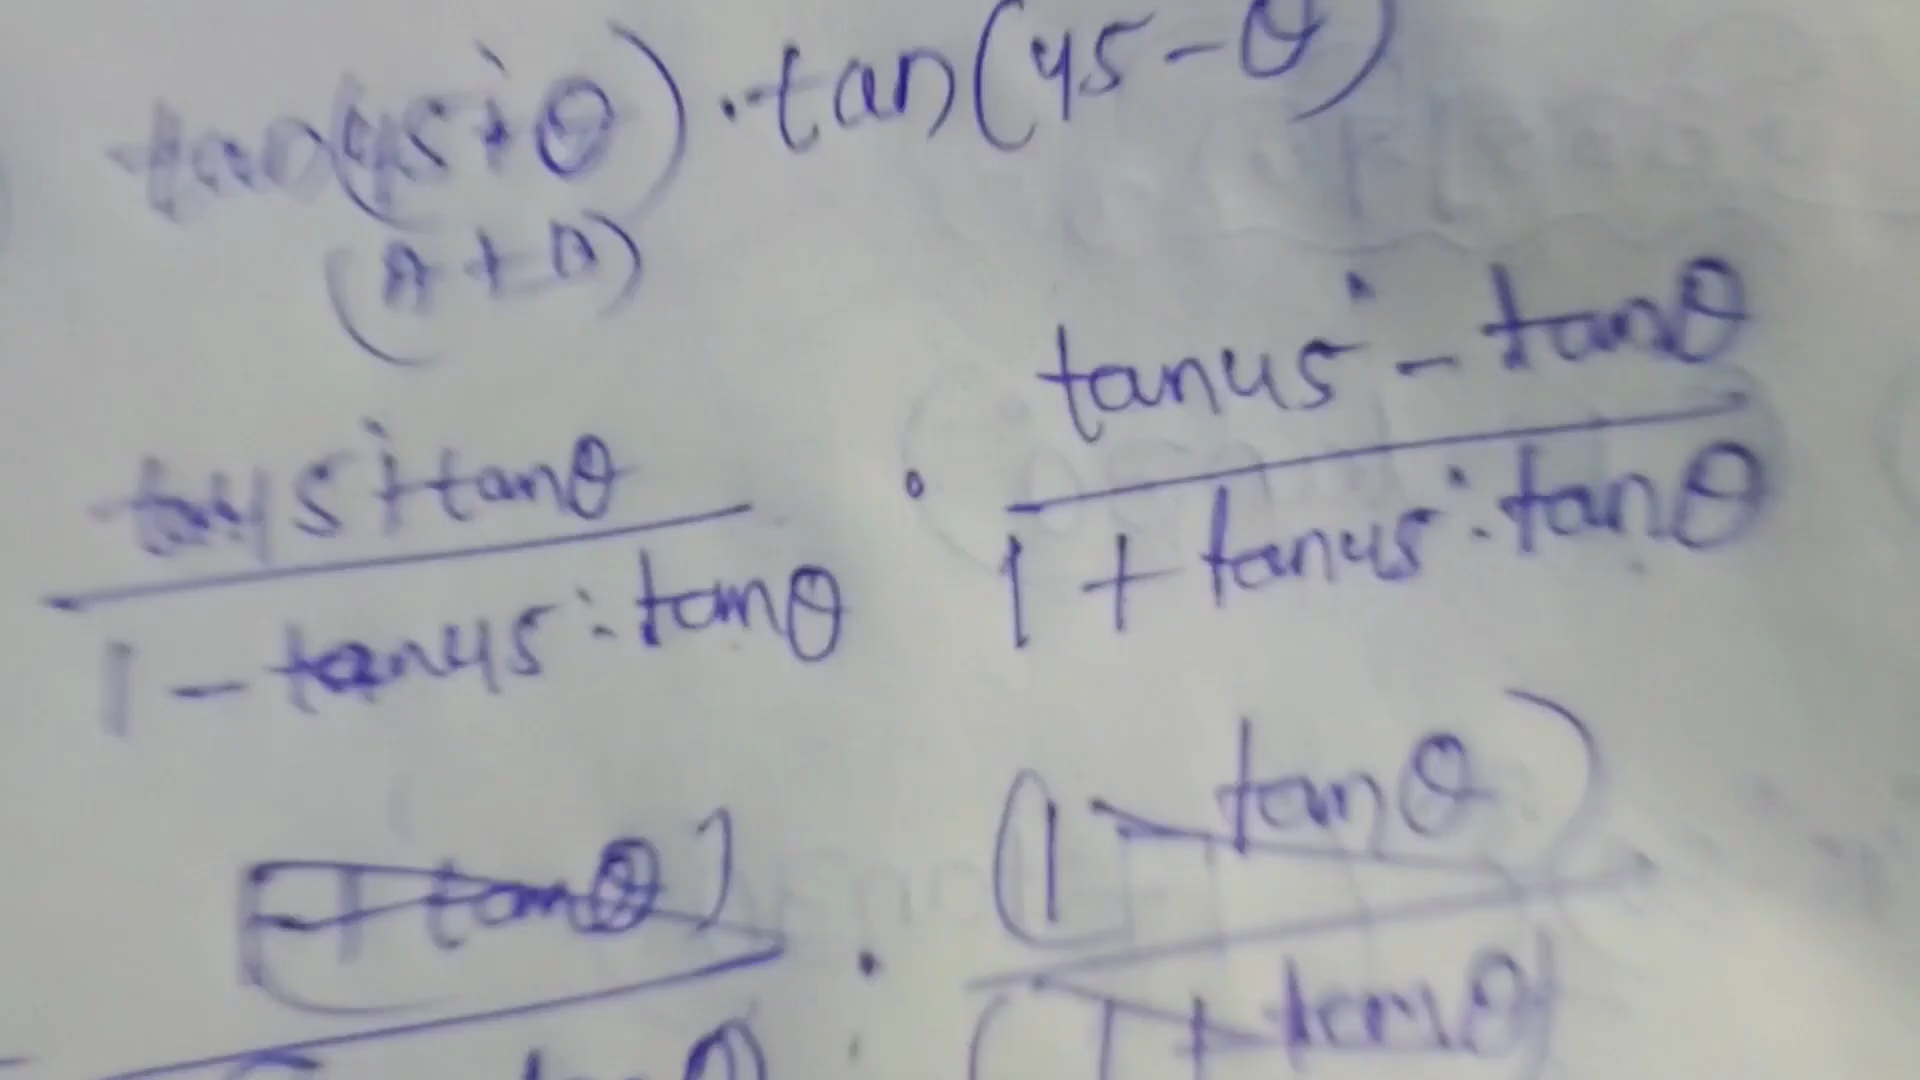 tan(45°+θ)·tan(45-θ)
(A+B)
tan45°+tanθ / 1-tan45°·tanθ · tan45°-tanθ / 1+tan45°·tanθ
(1+tanθ) · (1-tanθ) / (1+tanθ)